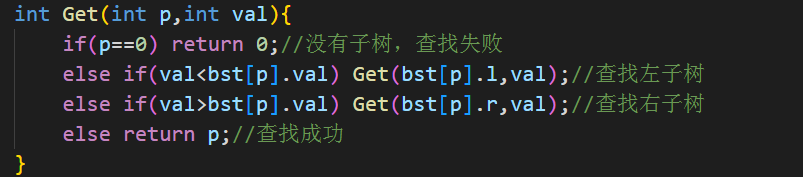 int Get(int p,int val){
if(p==0) return 0;//没有子树，查找失败
else if(val<bst[p].val) Get(bst[p].l,val);//查找左子树
else if(val>bst[p].val) Get(bst[p].r,val);//查找右子树
else return p;//查找成功
}